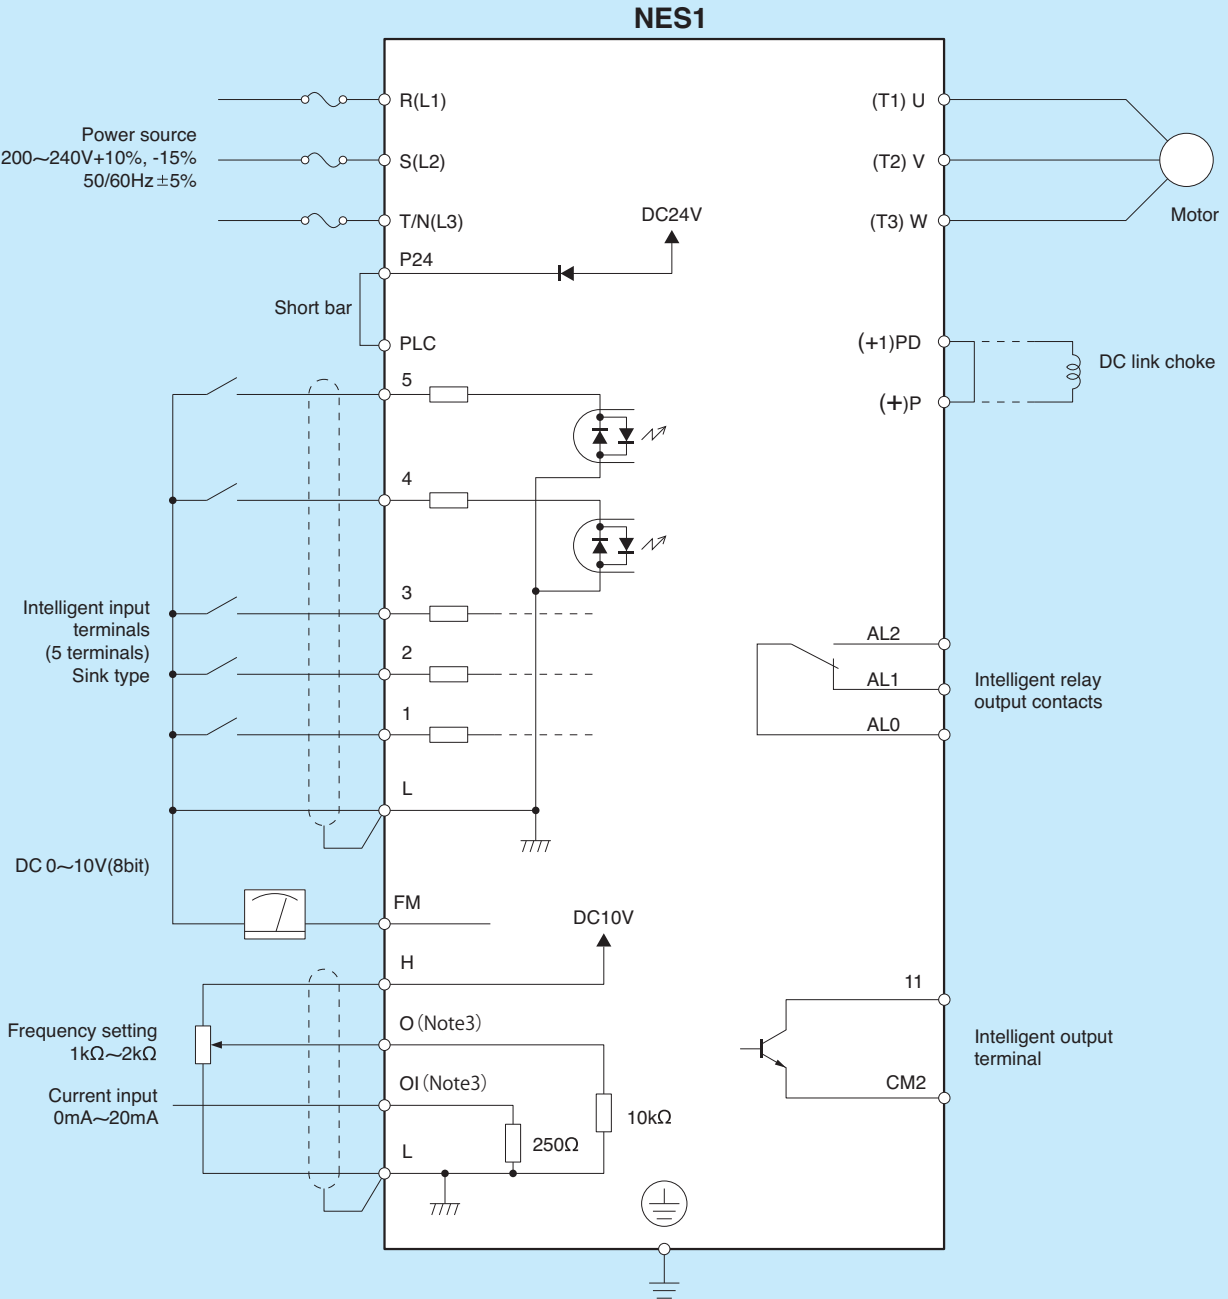 NES1
R(L1)
Power source
200～240V+10%, -15%
50/60Hz±5%
S(L2)
T/N(L3)
(T1) U
(T2) V
(T3) W
Motor
DC24V
P24
Short bar
PLC
(+1)PD
DC link choke
(+)P
5
4
3
2
1
L
Intelligent input
terminals
(5 terminals)
Sink type
AL2
AL1
AL0
Intelligent relay
output contacts
DC 0～10V(8bit)
FM
DC10V
H
O(Note3)
Frequency setting
1kΩ～2kΩ
OI(Note3)
Current input
0mA～20mA
L
250Ω
10kΩ
11
Intelligent output
terminal
CM2